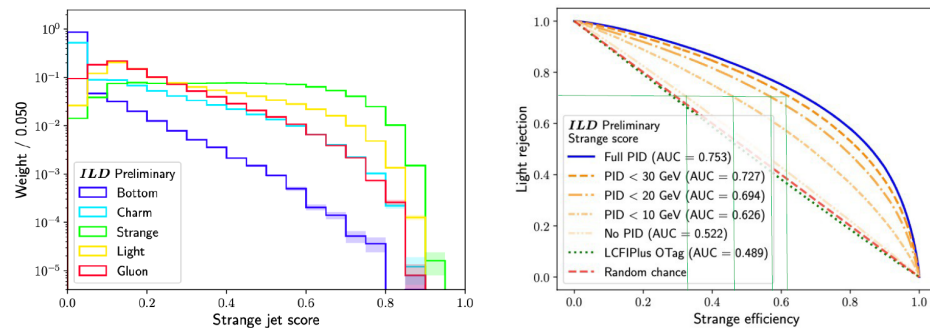 10^0
10^-1
10^-2
10^-3
10^-4
10^-5
Weight / 0.050
ILD Preliminary
Bottom
Charm
Strange
Light
Gluon
0.0 0.2 0.4 0.6 0.8 1.0
Strange jet score
1.0
0.8
0.6
0.4
0.2
0.0
Light rejection
ILD Preliminary
Strange score
Full PID (AUC = 0.753)
PID < 30 GeV (AUC = 0.727)
PID < 20 GeV (AUC = 0.694)
PID < 10 GeV (AUC = 0.626)
No PID (AUC = 0.522)
LCFIPlus OTag (AUC = 0.489)
Random chance
0.0 0.2 0.4 0.6 0.8 1.0
Strange efficiency